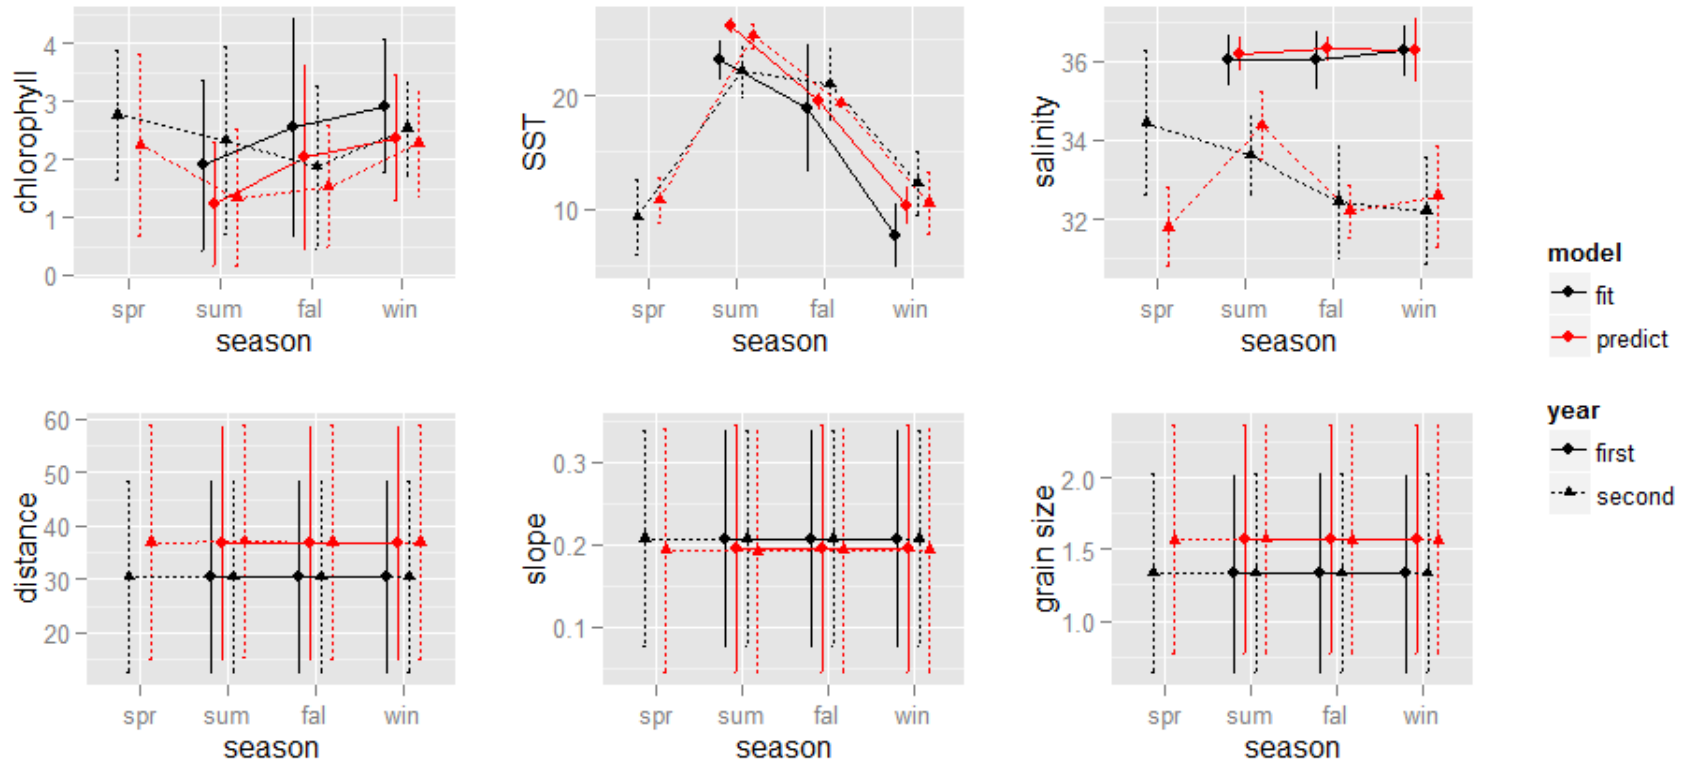 chlorophyll
4
3
2
1
0
spr sum fal win
season
SST
20
10
spr sum fal win
season
salinity
36
34
32
spr sum fal win
season
distance
60
50
40
30
20
spr sum fal win
season
slope
0.3
0.2
0.1
spr sum fal win
season
grain size
2.0
1.5
1.0
spr sum fal win
season
model
fit
predict
year
first
second